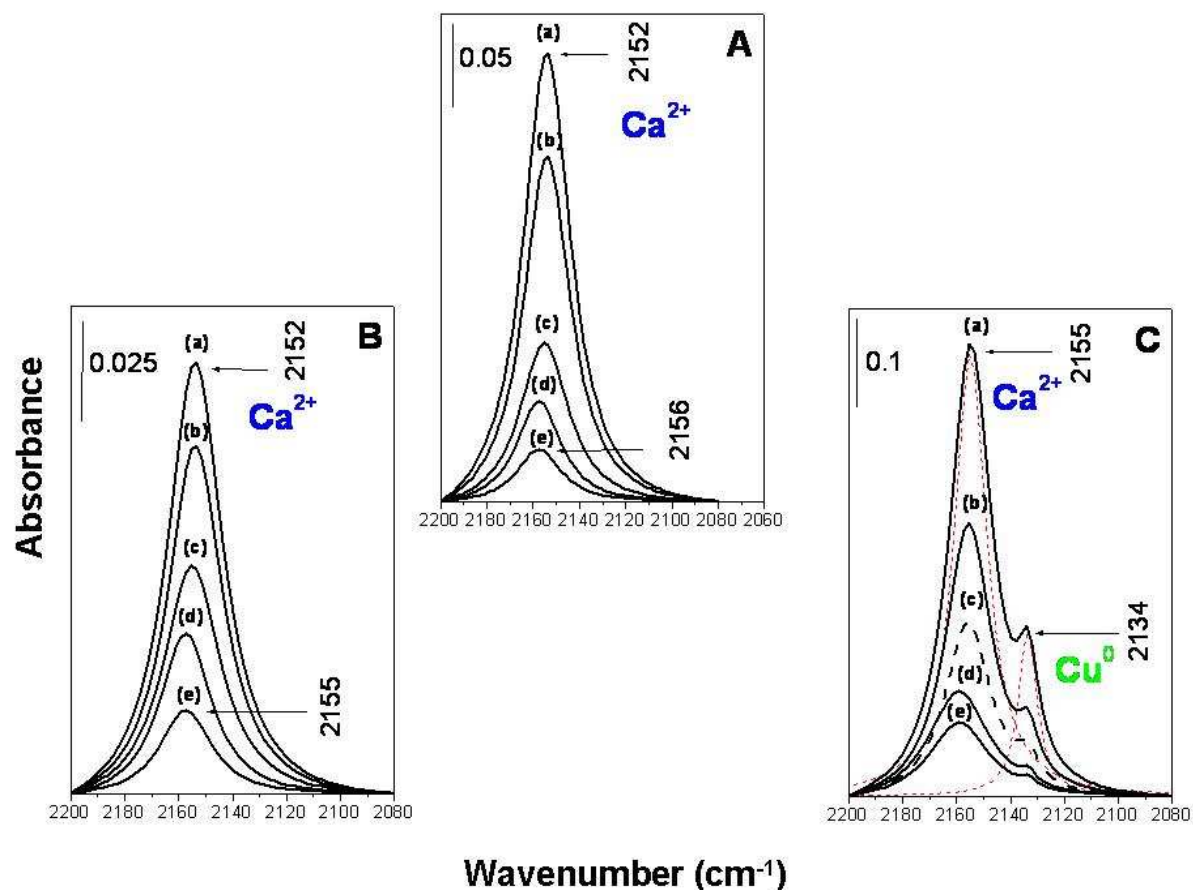 A
0.05
(a)
2152
Ca2+
(b)
(c)
(d)
(e)
2156
2200 2180 2160 2140 2120 2100 2080 2060
B
0.025
(a)
2152
Ca2+
(b)
(c)
(d)
(e)
2155
2200 2180 2160 2140 2120 2100 2080
C
0.1
(a)
2155
Ca2+
(b)
(c)
2134
Cu0
(d)
(e)
2200 2180 2160 2140 2120 2100 2080
Absorbance
Wavenumber (cm-1)